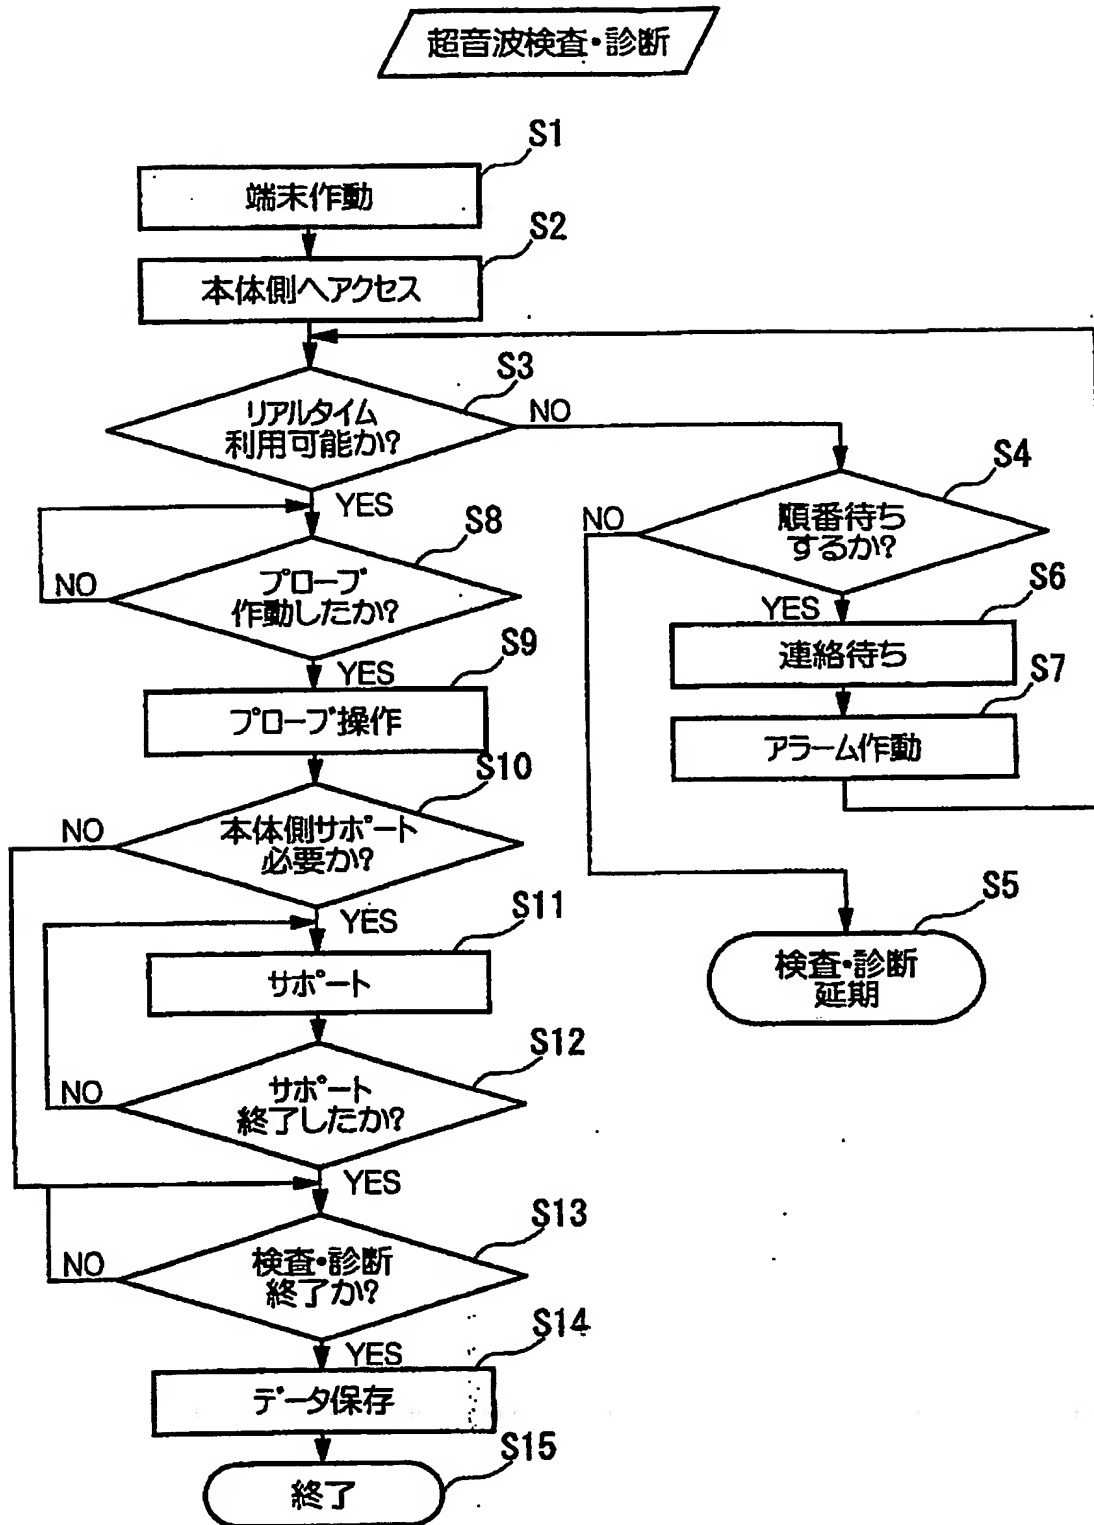 超音波検査・診断
S1
端末作動
S2
本体側へアクセス
S3
リアルタイム
利用可能か?
NO
YES
S4
順番待ち
するか?
NO
YES
S6
連絡待ち
S7
アラーム作動
S5
検査・診断
延期
S8
プローブ
作動したか?
NO
YES
S9
プローブ操作
S10
本体側サポート
必要か?
NO
YES
S11
サポート
S12
サポート
終了したか?
NO
YES
S13
検査・診断
終了か?
NO
YES
S14
データ保存
S15
終了